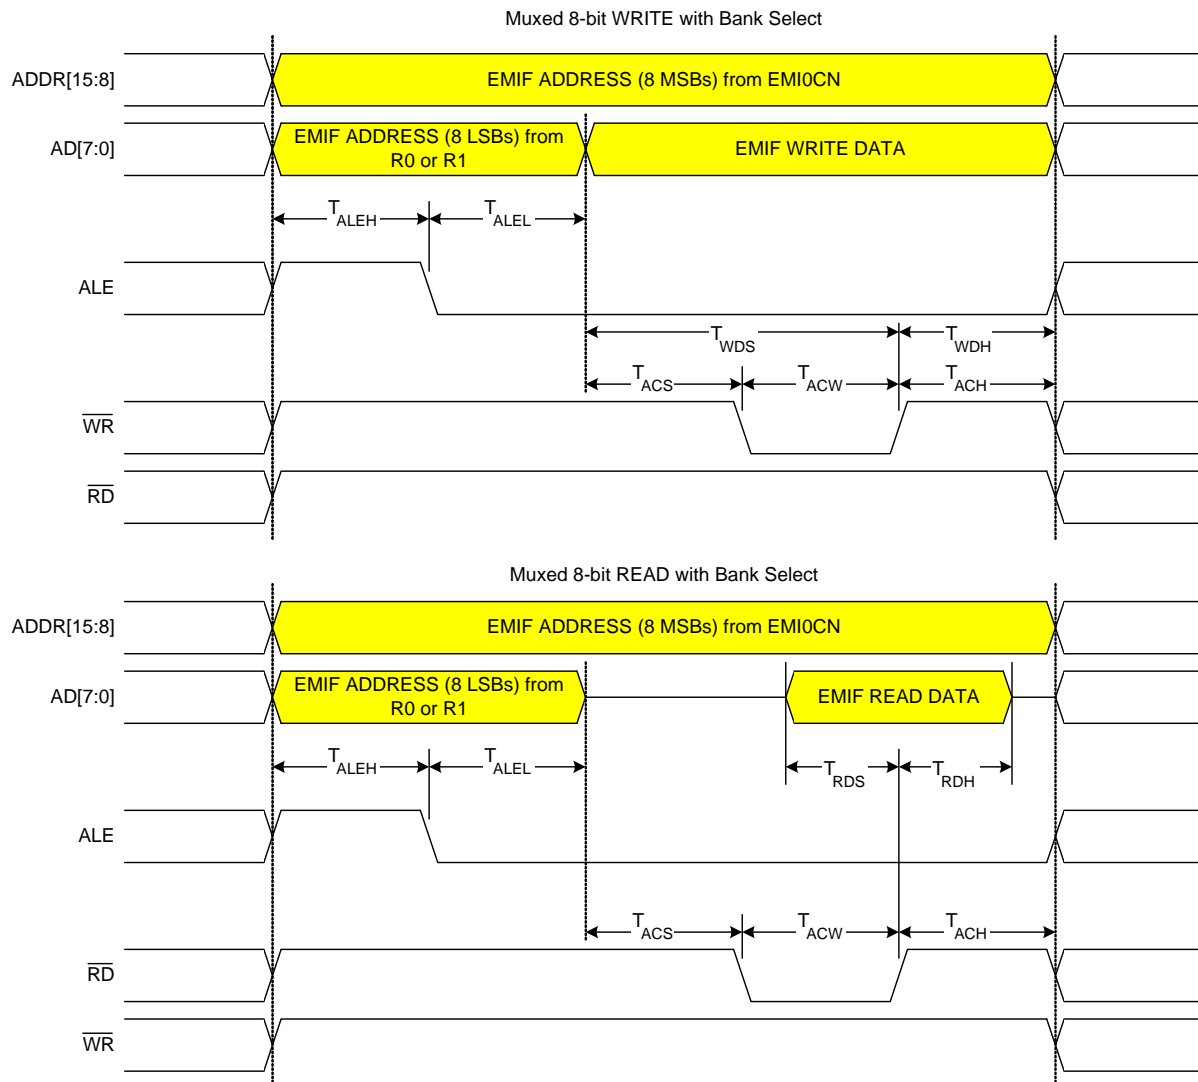 Muxed 8-bit WRITE with Bank Select
ADDR[15:8]
EMIF ADDRESS (8 MSBs) from EMI0CN
AD[7:0]
EMIF ADDRESS (8 LSBs) from
R0 or R1
EMIF WRITE DATA
TALEH
TALEL
ALE
TWDS
TWDH
TACS
TACW
TACH
WR
RD
Muxed 8-bit READ with Bank Select
ADDR[15:8]
EMIF ADDRESS (8 MSBs) from EMI0CN
AD[7:0]
EMIF ADDRESS (8 LSBs) from
R0 or R1
EMIF READ DATA
TALEH
TALEL
TRDS
TRDH
ALE
TACS
TACW
TACH
RD
WR